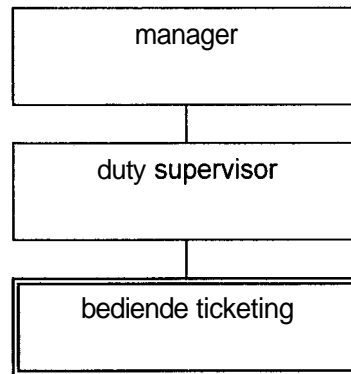 manager
duty supervisor
bediende ticketing